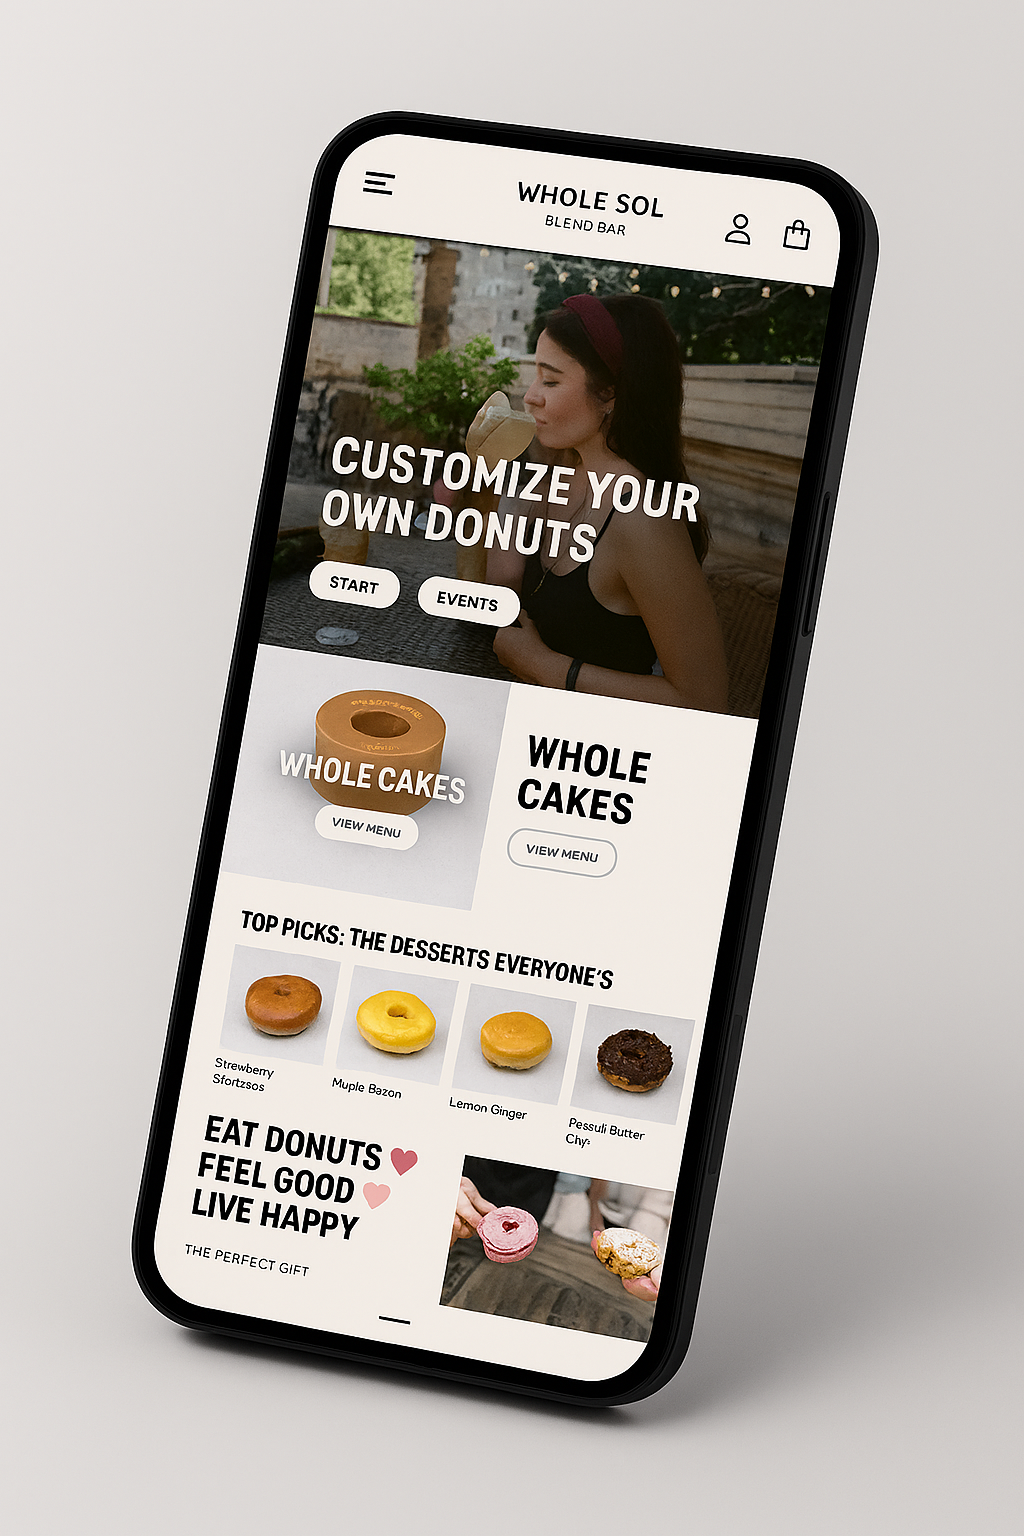 WHOLE SOL
BLEND BAR
CUSTOMIZE YOUR
OWN DONUTS
START
EVENTS
WHOLE CAKES
VIEW MENU
WHOLE
CAKES
VIEW MENU
TOP PICKS: THE DESSERTS EVERYONE'S
Strewberry
Sfortzsos
Muple Bazon
Lemon Ginger
Pessuli Butter
EAT DONUTS
FEEL GOOD
LIVE HAPPY
THE PERFECT GIFT